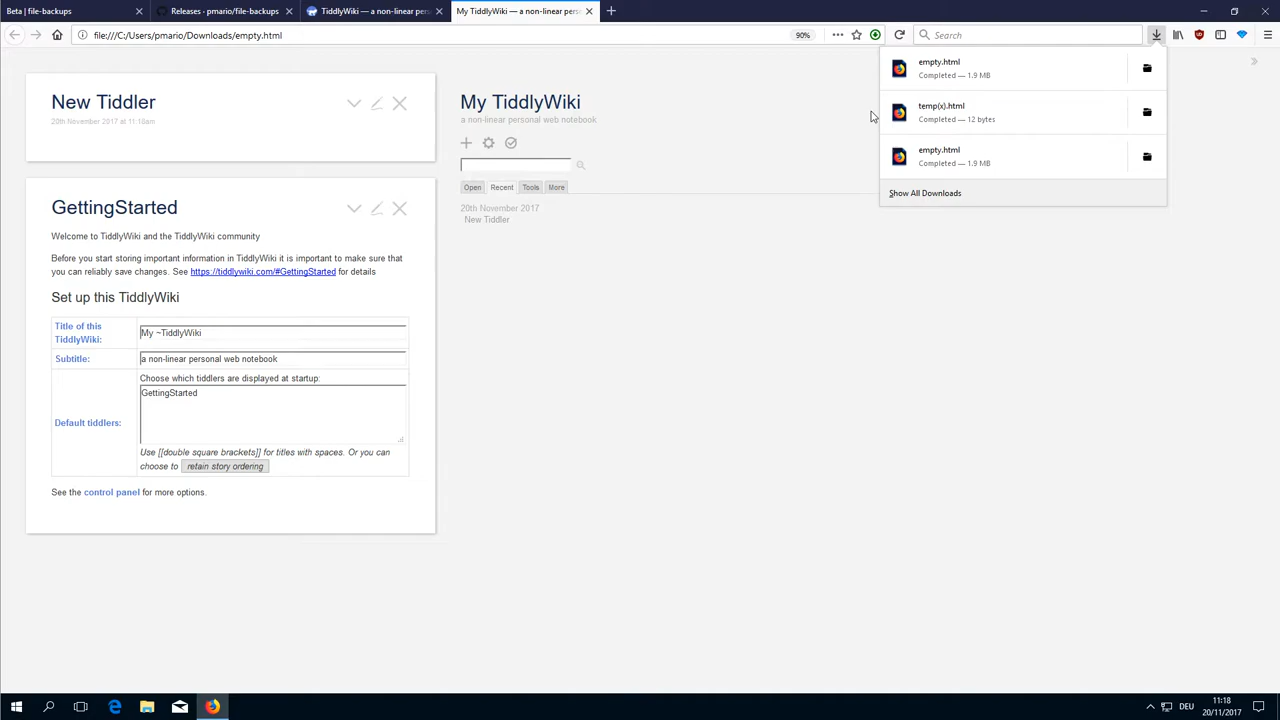 Beta | file-backups
Releases - pmario/file-backups
TiddlyWiki — a non-linear personal
My TiddlyWiki — a non-linear pers
file:///C:/Users/pmario/Downloads/empty.html
90%
Search
empty.html
Completed — 1.9 MB
temp(x).html
Completed — 12 bytes
empty.html
Completed — 1.9 MB
Show All Downloads
New Tiddler
20th November 2017 at 11:18am
My TiddlyWiki
a non-linear personal web notebook
Open Recent Tools More
20th November 2017
New Tiddler
GettingStarted
Welcome to TiddlyWiki and the TiddlyWiki community
Before you start storing important information in TiddlyWiki it is important to make sure that
you can reliably save changes. See https://tiddlywiki.com/#GettingStarted for details
Set up this TiddlyWiki
Title of this
TiddlyWiki:
My ~TiddlyWiki
Subtitle:
a non-linear personal web notebook
Choose which tiddlers are displayed at startup:
Default tiddlers:
GettingStarted
Use [[double square brackets]] for titles with spaces. Or you can
choose to retain story ordering
See the control panel for more options.
DEU
11:18
20/11/2017